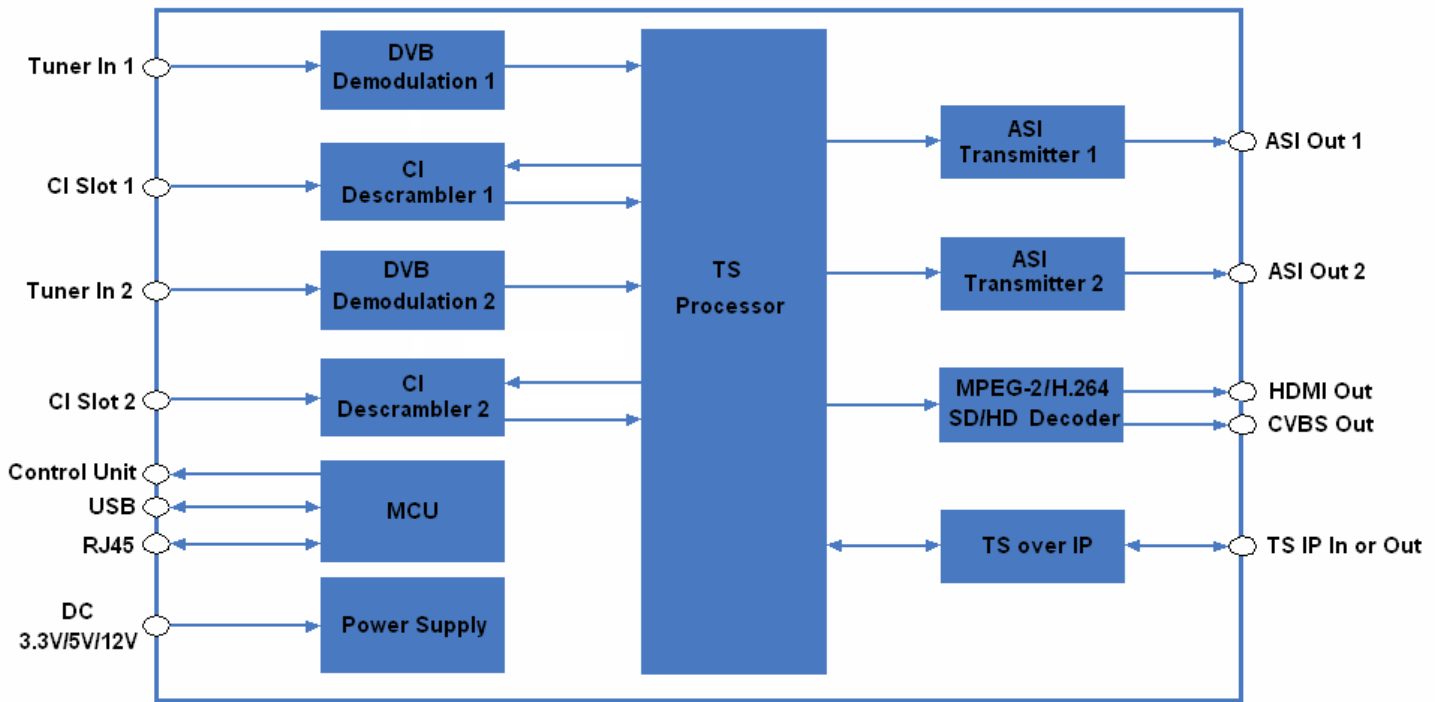 Tuner In 1
CI Slot 1
Tuner In 2
CI Slot 2
Control Unit
USB
RJ45
DC
3.3V/5V/12V
DVB
Demodulation 1
CI
Descrambler 1
DVB
Demodulation 2
CI
Descrambler 2
MCU
Power Supply
TS
Processor
ASI
Transmitter 1
ASI
Transmitter 2
MPEG-2/H.264
SD/HD Decoder
TS over IP
ASI Out 1
ASI Out 2
HDMI Out
CVBS Out
TS IP In or Out